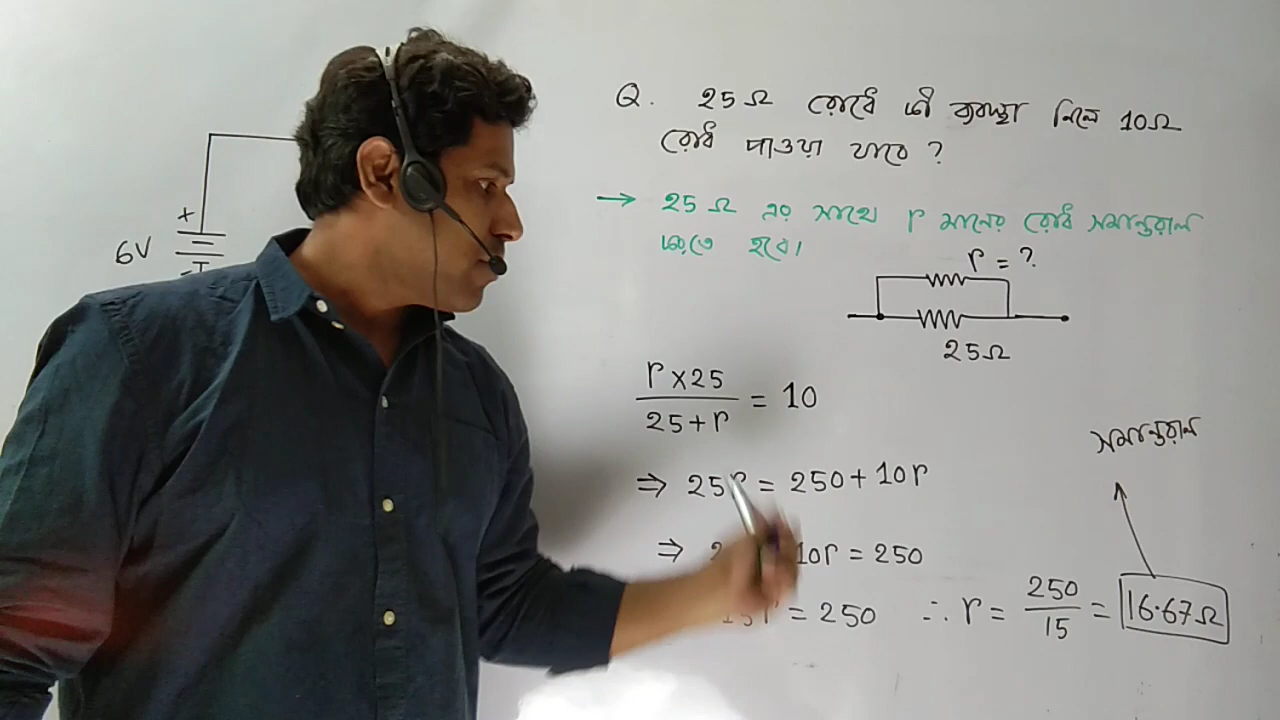 Q. 25Ω রোধে কী ব্যবস্থা নিলে 10Ω
রোধ পাওয়া যাবে ?
→ 25Ω এর সাথে r মানের রোধ সমান্তরাল
করতে হবে।
r = ?
25Ω
+
6V
-
r×25
25+r
= 10
⇒ 25r = 250 + 10r
সমান্তরাল
⇒ 10r = 250
15r = 250 ∴ r = 250/15 = 16.67Ω